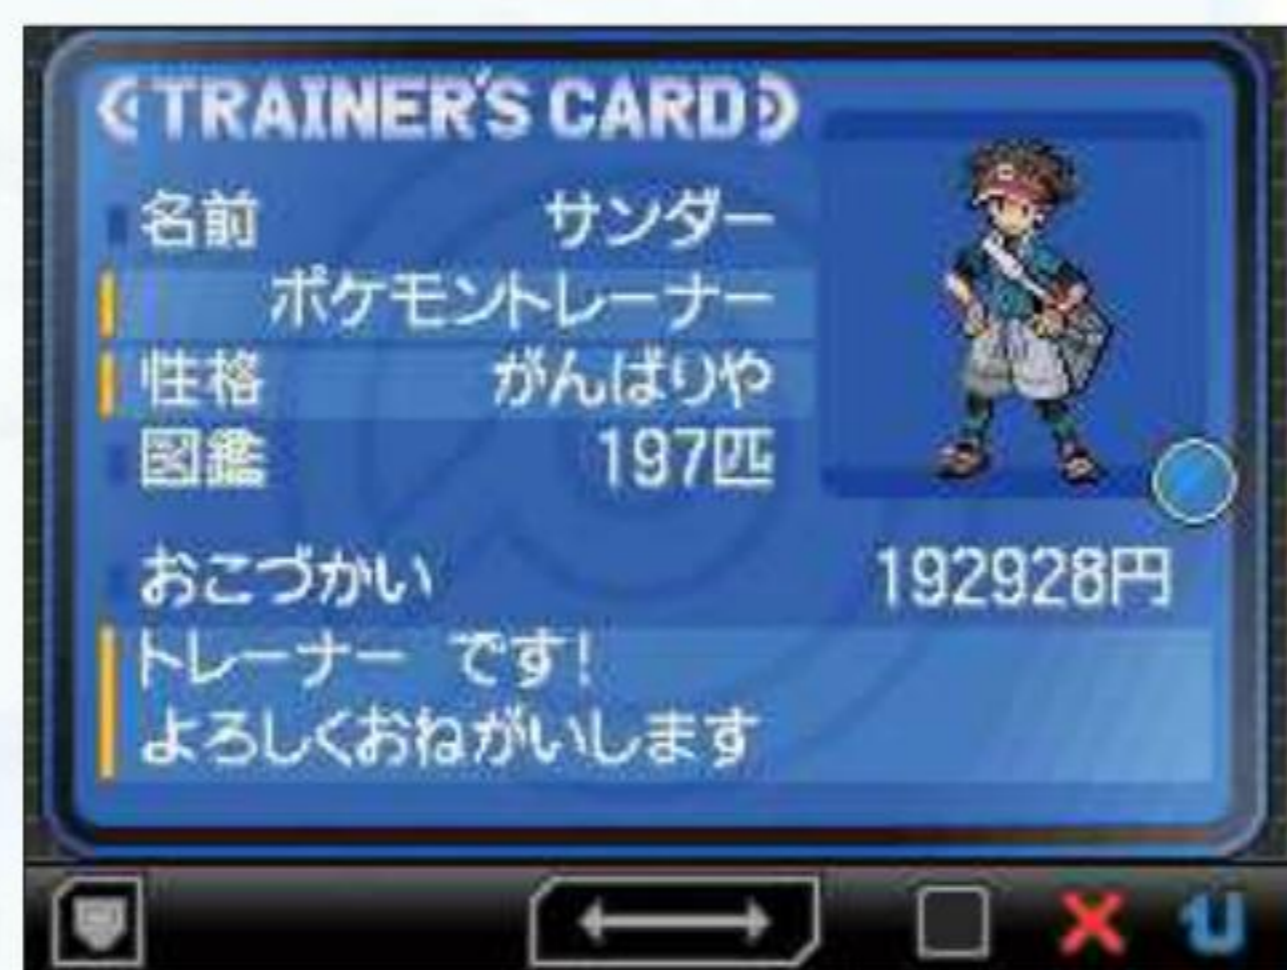 TRAINER'S CARD
名前 サンダー
ポケモントレーナー
性格 がんばりや
図鑑 197匹
おこづかい 192928円
トレーナー です!
よろしくおねがいします